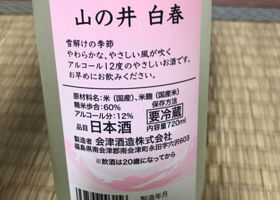 山の井 白春
雪解けの季節
やわらかな、やさしい風が吹く
アルコール12度のやさしいお酒です。
お早めにお飲みください。
原材料名：米（国産）、米麹（国産米）
精米歩合：60% 保存方法
アルコール分：12% 要冷蔵
品目 日本酒 内容量720ml
製造者 会津酒造株式会社
福島県南会津郡南会津町永田字穴沢603
※飲酒は20歳になってから
製造年月